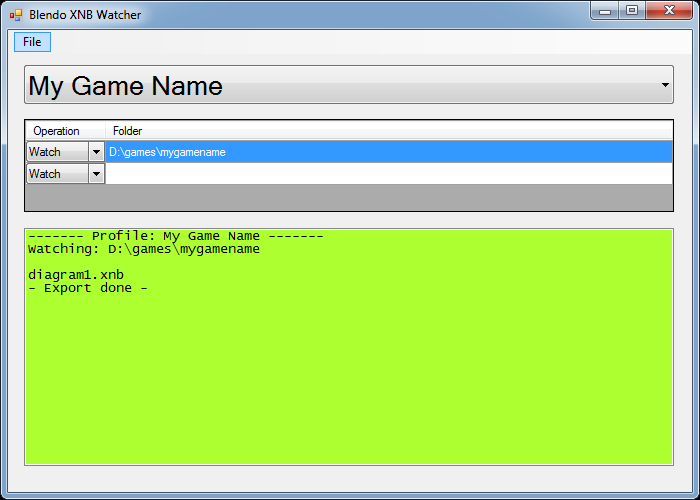 Blendo XNB Watcher
File
My Game Name
Operation Folder
Watch D:\games\mygamename
Watch
------- Profile: My Game Name -------
Watching: D:\games\mygamename
diagram1.xnb
- Export done -